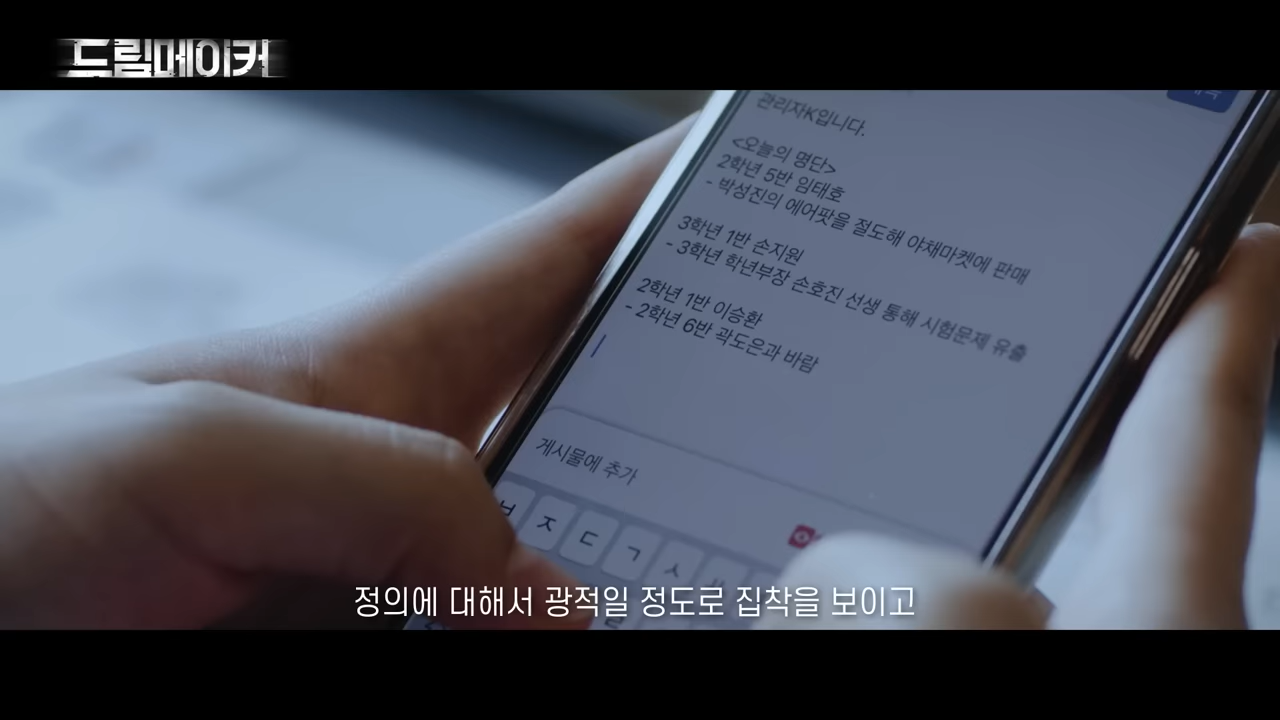 드림메이커
관리자K입니다.
<오늘의 명단>
2학년 5반 임태호
- 박성진의 에어팟을 절도해 야채마켓에 판매
3학년 1반 손지원
- 3학년 학년부장 손호진 선생 통해 시험문제 유출
2학년 1반 이승환
- 2학년 6반 곽도은과 바람
게시물에 추가
ㅂ ㅈ ㄷ ㄱ ㅅ
정의에 대해서 광적일 정도로 집착을 보이고